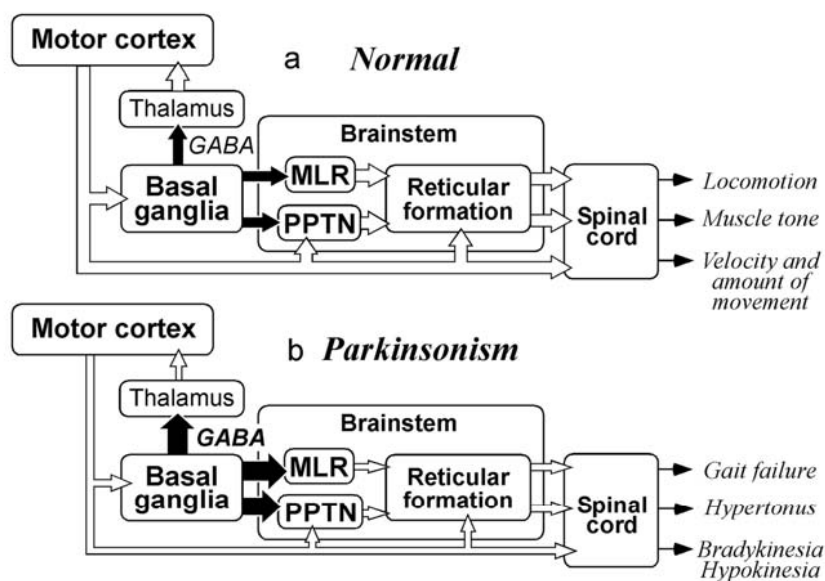 Motor cortex
a Normal
Thalamus
GABA
Brainstem
Basal
ganglia
MLR
PPTN
Reticular
formation
Spinal
cord
Locomotion
Muscle tone
Velocity and
amount of
movement
Motor cortex
b Parkinsonism
Thalamus
GABA
Brainstem
Basal
ganglia
MLR
PPTN
Reticular
formation
Spinal
cord
Gait failure
Hypertonus
Bradykinesia
Hypokinesia